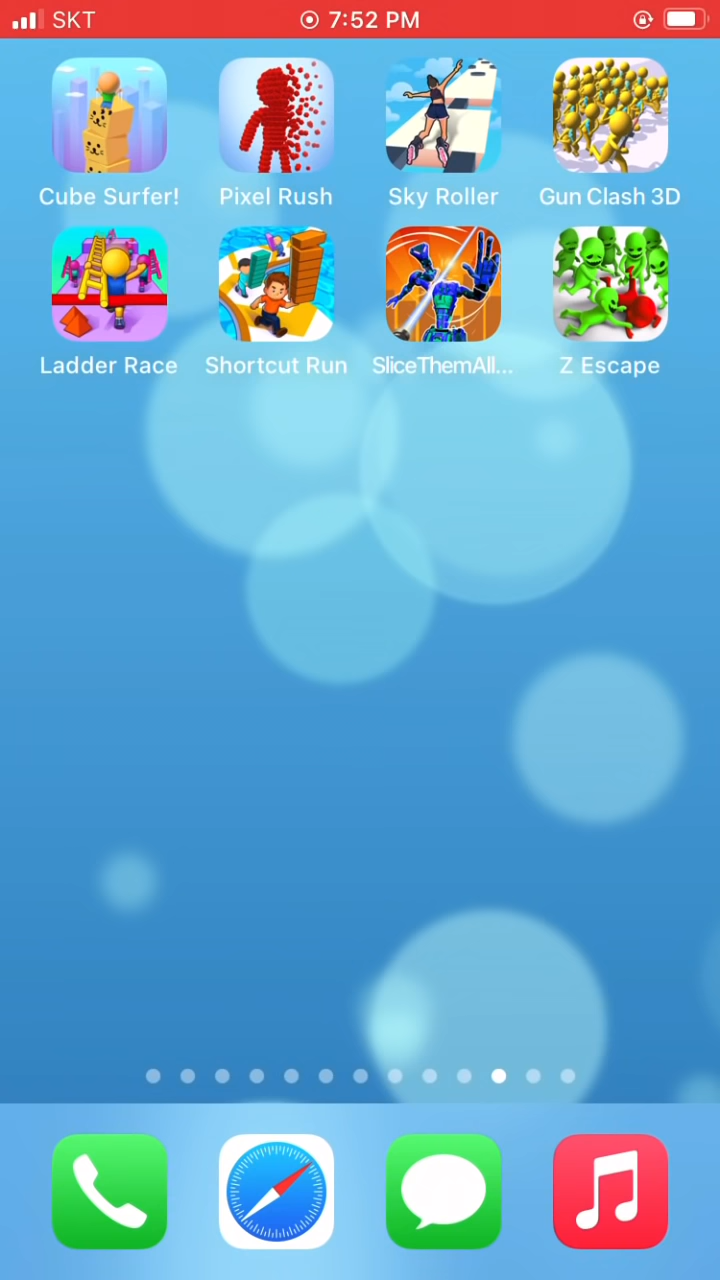 SKT 7:52 PM
Cube Surfer! Pixel Rush Sky Roller Gun Clash 3D
Ladder Race Shortcut Run SliceThemAll... Z Escape